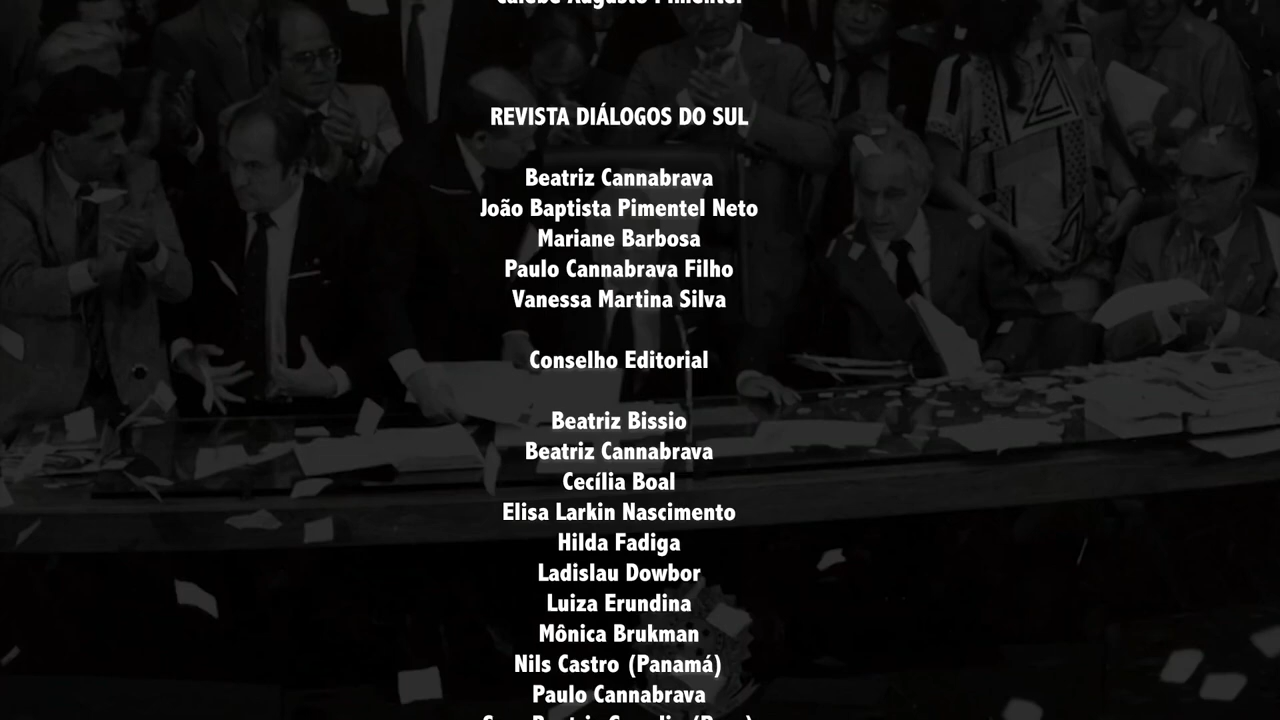 REVISTA DIÁLOGOS DO SUL
Beatriz Cannabrava
João Baptista Pimentel Neto
Mariane Barbosa
Paulo Cannabrava Filho
Vanessa Martina Silva
Conselho Editorial
Beatriz Bissio
Beatriz Cannabrava
Cecília Boal
Elisa Larkin Nascimento
Hilda Fadiga
Ladislau Dowbor
Luiza Erundina
Mônica Brukman
Nils Castro (Panamá)
Paulo Cannabrava